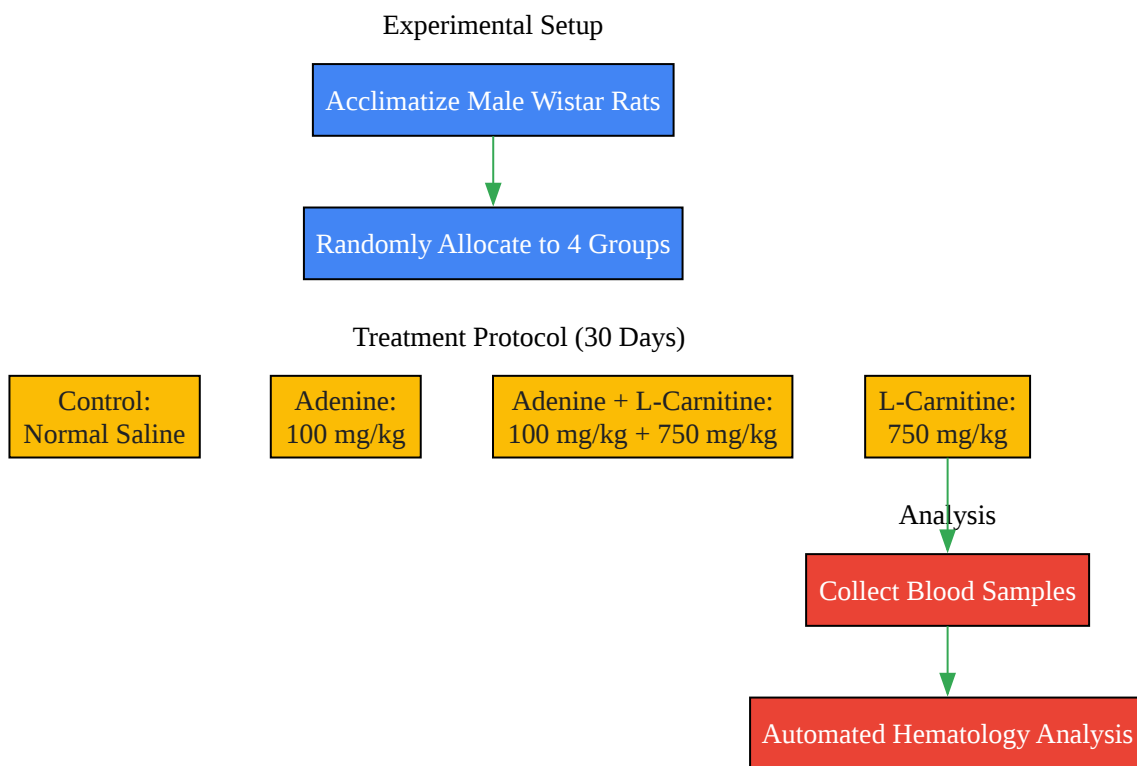 Experimental Setup
Acclimatize Male Wistar Rats
Randomly Allocate to 4 Groups
Treatment Protocol (30 Days)
Control:
Normal Saline
Adenine:
100 mg/kg
Adenine + L-Carnitine:
100 mg/kg + 750 mg/kg
L-Carnitine:
750 mg/kg
Analysis
Collect Blood Samples
Automated Hematology Analysis